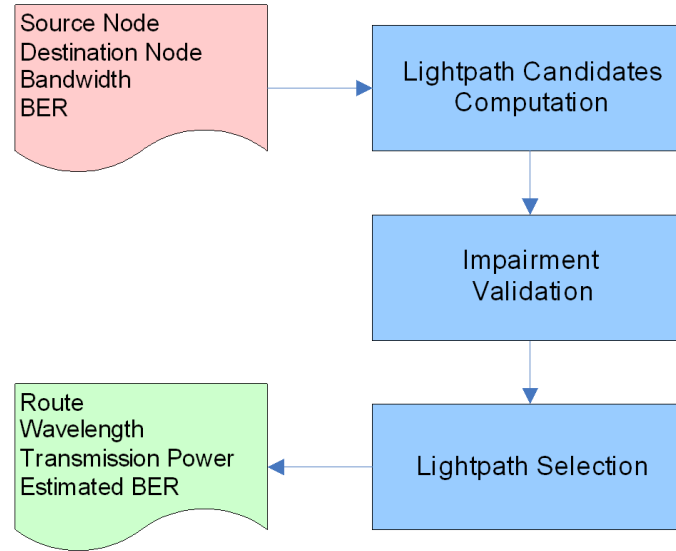 Source Node
Destination Node
Bandwidth
BER
Lightpath Candidates
Computation
Impairment
Validation
Route
Wavelength
Transmission Power
Estimated BER
Lightpath Selection